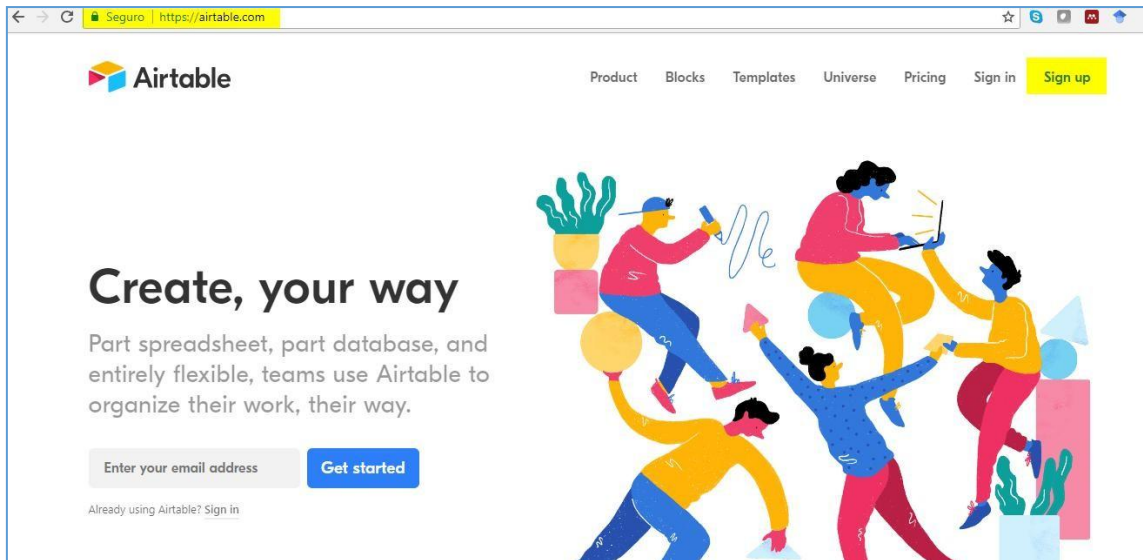 Seguro | https://airtable.com
Airtable
Product Blocks Templates Universe Pricing Sign in Sign up
Create, your way
Part spreadsheet, part database, and
entirely flexible, teams use Airtable to
organize their work, their way.
Enter your email address Get started
Already using Airtable? Sign in